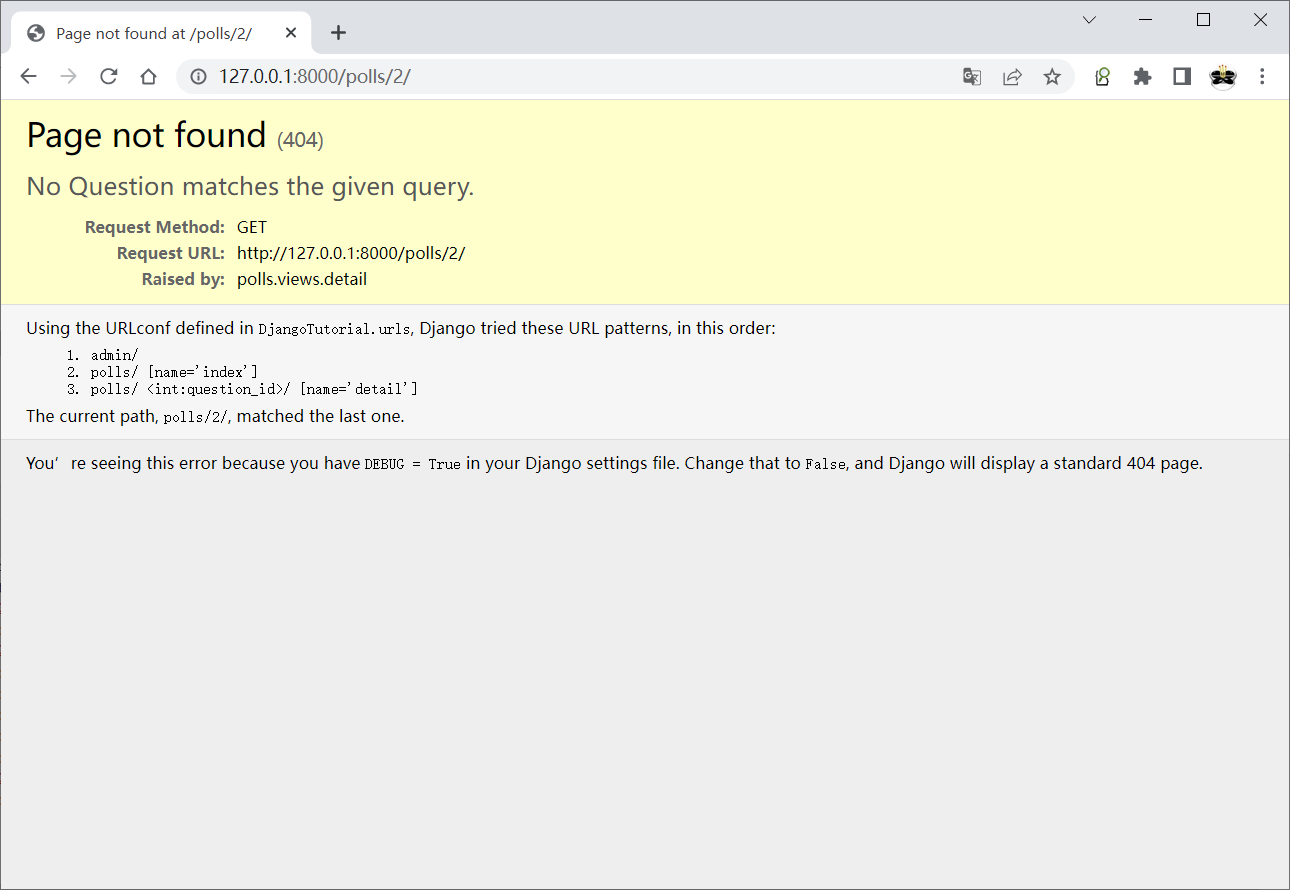 Page not found at /polls/2/
127.0.0.1:8000/polls/2/
Page not found (404)
No Question matches the given query.
Request Method: GET
Request URL: http://127.0.0.1:8000/polls/2/
Raised by: polls.views.detail
Using the URLconf defined in DjangoTutorial.urls, Django tried these URL patterns, in this order:
1. admin/
2. polls/ [name='index']
3. polls/ <int:question_id>/ [name='detail']
The current path, polls/2/, matched the last one.
You’re seeing this error because you have DEBUG = True in your Django settings file. Change that to False, and Django will display a standard 404 page.